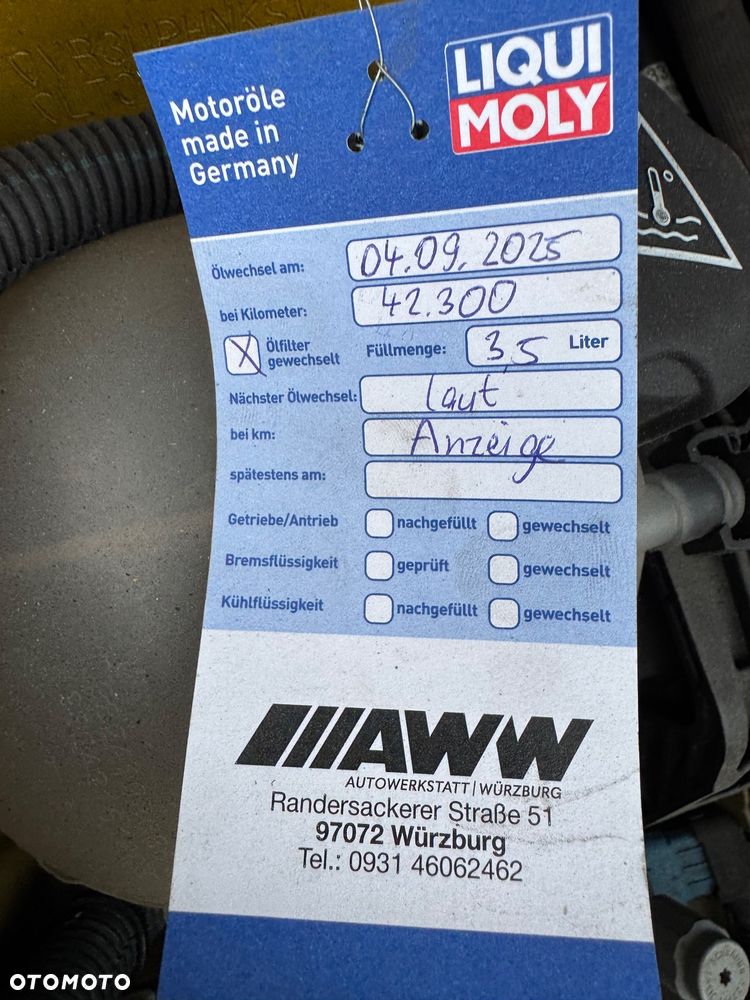 Motoröle
made in
Germany
LIQUI
MOLY
Ölwechsel am: 04.09.2025
bei Kilometer: 42.300
X Ölfilter gewechselt Füllmenge: 3,5 Liter
Nächster Ölwechsel: laut
bei km: Anzeige
spätestens am:
Getriebe/Antrieb nachgefüllt gewechselt
Bremsflüssigkeit geprüft gewechselt
Kühlflüssigkeit nachgefüllt gewechselt
AWW
AUTOWERKSTATT | WÜRZBURG
Randersackerer Straße 51
97072 Würzburg
Tel.: 0931 46062462
OTOMOTO